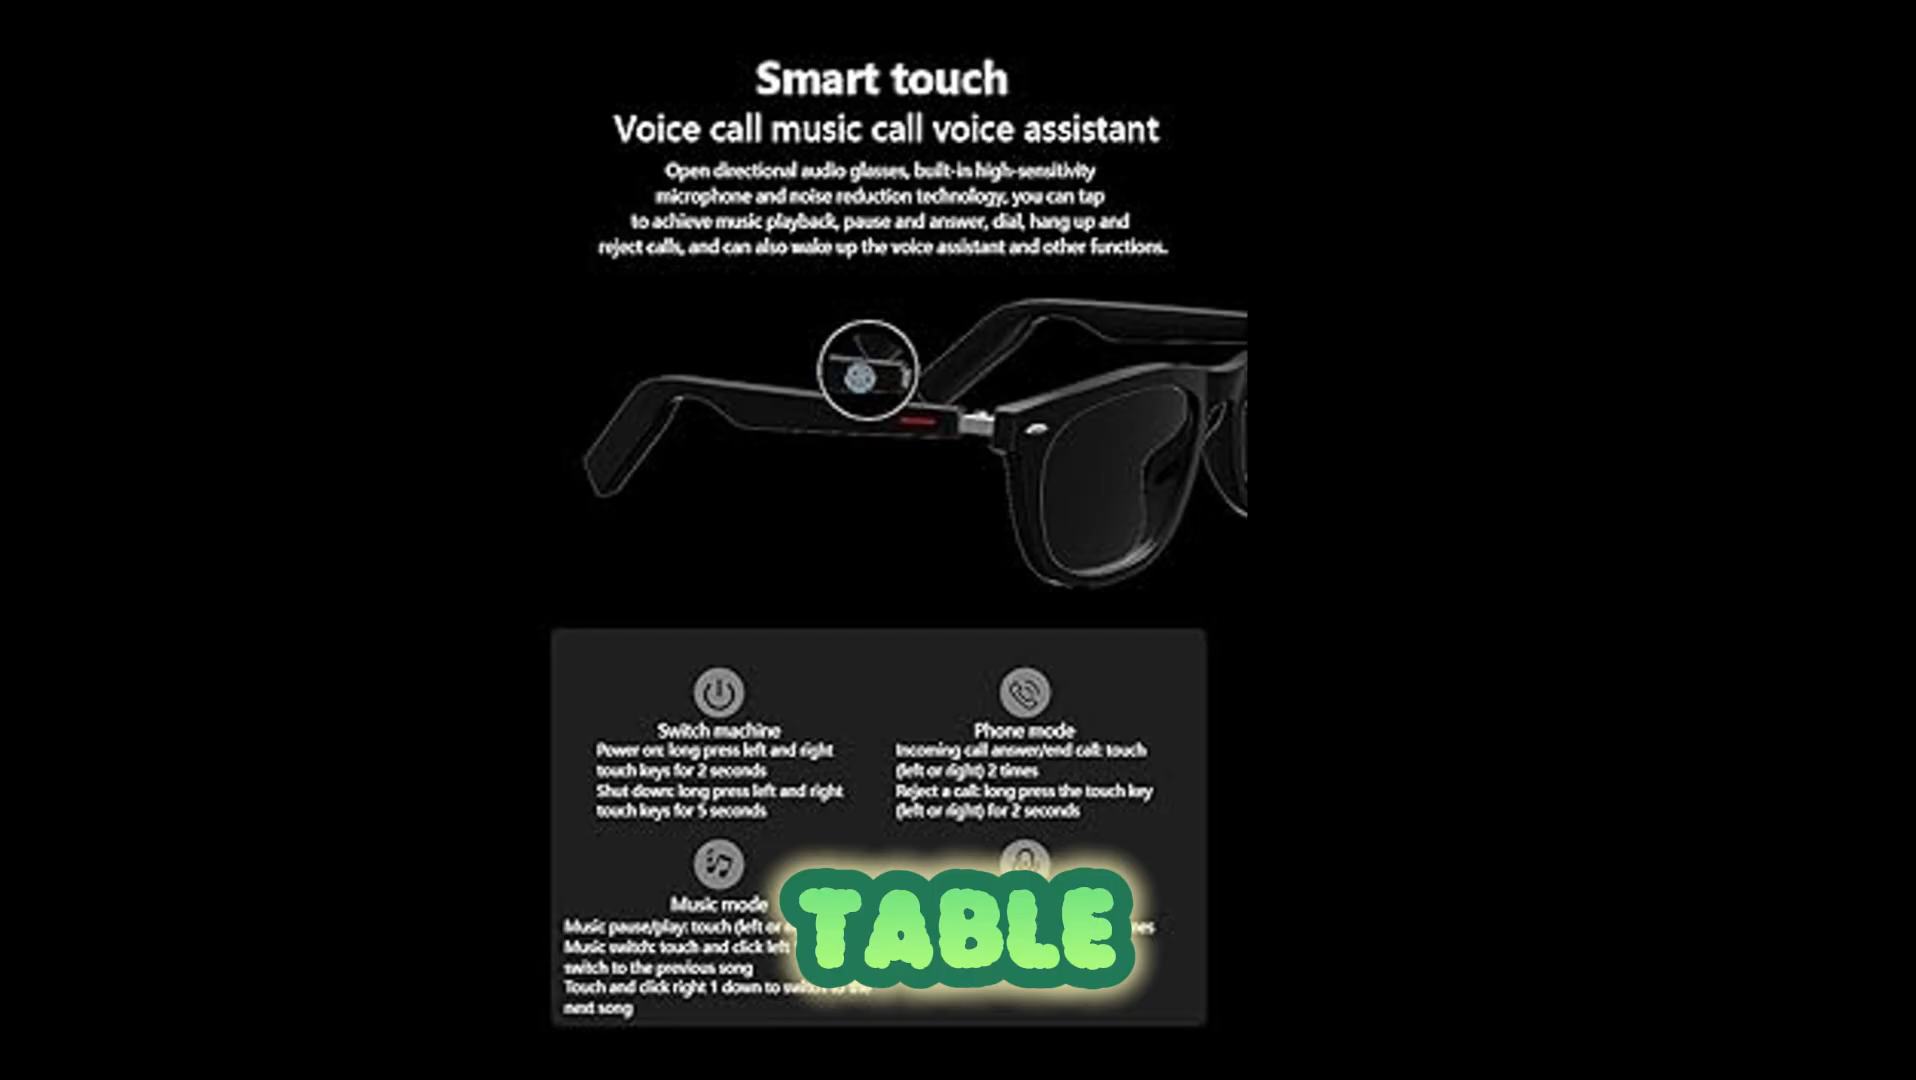 Smart touch
Voice call music call voice assistant
Open directional audio glasses, built-in high-sensitivity
microphone and noise reduction technology, you can tap
to achieve music playback, pause and answer, dial, hang up and
reject calls, and can also wake up the voice assistant and other functions.
Switch machine
Power on: long press left and right
touch keys for 2 seconds
Shut down: long press left and right
touch keys for 5 seconds
Phone mode
Incoming call answer/end call: touch
(left or right) 2 times
Reject a call: long press the touch key
(left or right) for 2 seconds
Music mode
Music pause/play: touch (left or
Music switch: touch and click left
switch to the previous song
Touch and click right 1 down to
next song
TABLE